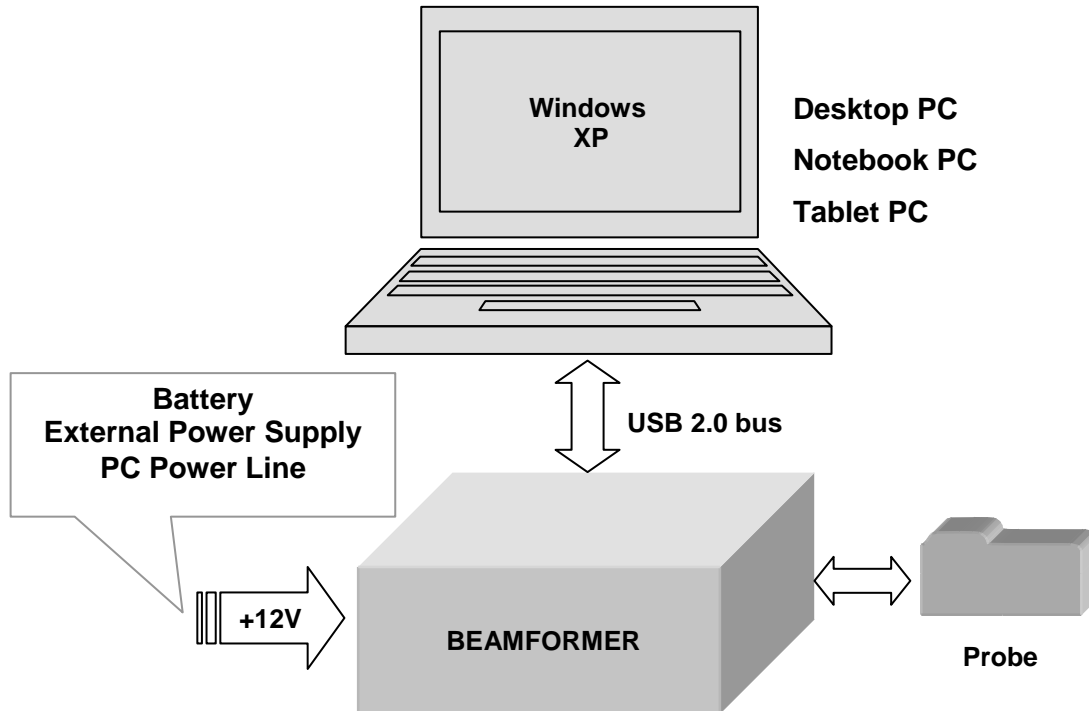 Windows
XP
Desktop PC
Notebook PC
Tablet PC
Battery
External Power Supply
PC Power Line
USB 2.0 bus
+12V
BEAMFORMER
Probe